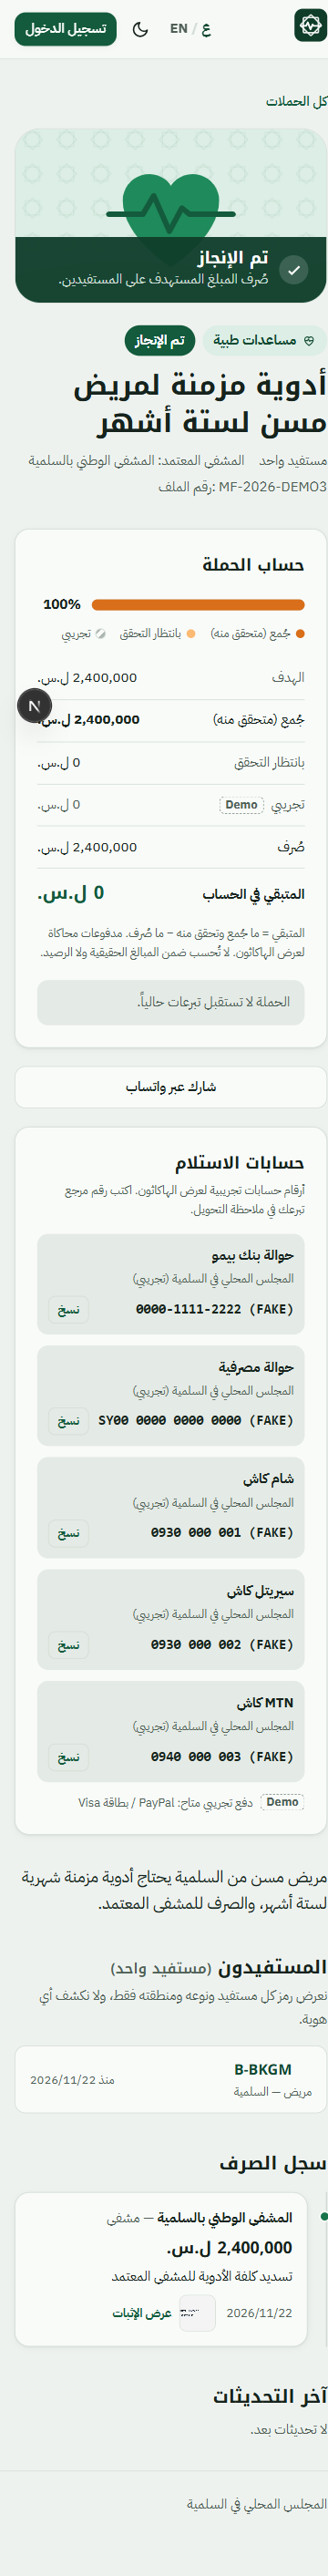 ع / EN
تسجيل الدخول
كل الحملات
تم الإنجاز
صُرف المبلغ المستهدف على المستفيدين.
مساعدات طبية
تم الإنجاز
أدوية مزمنة لمريض
مسن لستة أشهر
مستفيد واحد المشفى المعتمد: المشفى الوطني بالسلمية
رقم الملف: MF-2026-DEMO3
حساب الحملة
100%
جُمع (متحقق منه) بانتظار التحقق تجريبي
الهدف 2,400,000 ل.س.
جُمع (متحقق منه) 2,400,000 ل.س.
N
بانتظار التحقق 0 ل.س.
تجريبي Demo 0 ل.س.
صُرف 2,400,000 ل.س.
المتبقي في الحساب 0 ل.س.
المتبقي = ما جُمع وتحقق منه − ما صُرف. مدفوعات محاكاة
لعرض الهاكاثون. لا تُحسب ضمن المبالغ الحقيقية ولا الرصيد.
الحملة لا تستقبل تبرعات حالياً.
شارك عبر واتساب
حسابات الاستلام
أرقام حسابات تجريبية لعرض الهاكاثون. اكتب رقم مرجع
تبرعك في ملاحظة التحويل.
حوالة بنك بيمو
المجلس المحلي في السلمية (تجريبي)
0000-1111-2222 (FAKE)
نسخ
حوالة مصرفية
المجلس المحلي في السلمية (تجريبي)
SY00 0000 0000 0000 (FAKE)
نسخ
شام كاش
المجلس المحلي في السلمية (تجريبي)
0930 000 001 (FAKE)
نسخ
سيريتل كاش
المجلس المحلي في السلمية (تجريبي)
0930 000 002 (FAKE)
نسخ
MTN كاش
المجلس المحلي في السلمية (تجريبي)
0940 000 003 (FAKE)
نسخ
Demo دفع تجريبي متاح: PayPal / بطاقة Visa
مريض مسن من السلمية يحتاج أدوية مزمنة شهرية
لستة أشهر، والصرف للمشفى المعتمد.
المستفيدون (مستفيد واحد)
نعرض رمز كل مستفيد ونوعه ومنطقته فقط، ولا نكشف أي
هوية.
B-BKGM
مريض — السلمية
منذ 2026/11/22
سجل الصرف
المشفى الوطني بالسلمية — مشفى
2,400,000 ل.س.
تسديد كلفة الأدوية للمشفى المعتمد
2026/11/22 عرض الإثبات
آخر التحديثات
لا تحديثات بعد.
المجلس المحلي في السلمية